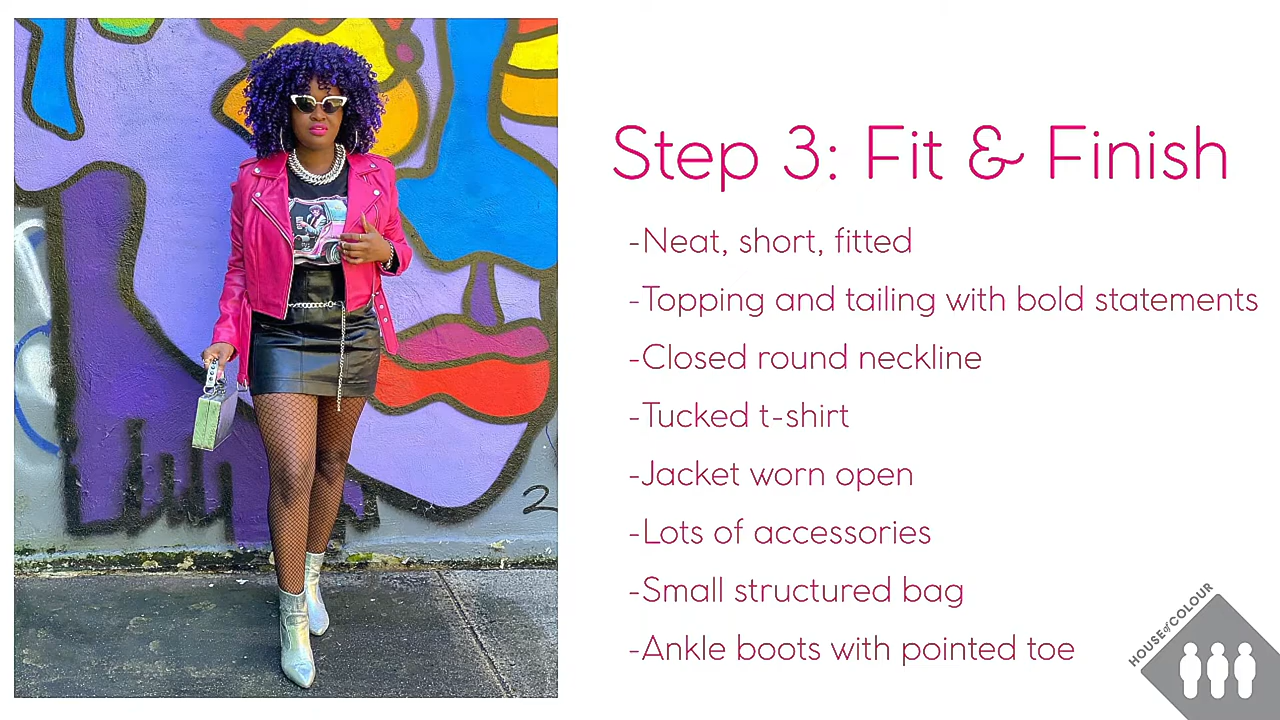 Step 3: Fit & Finish
-Neat, short, fitted
-Topping and tailing with bold statements
-Closed round neckline
-Tucked t-shirt
-Jacket worn open
-Lots of accessories
-Small structured bag
-Ankle boots with pointed toe
HOUSE of COLOUR
2